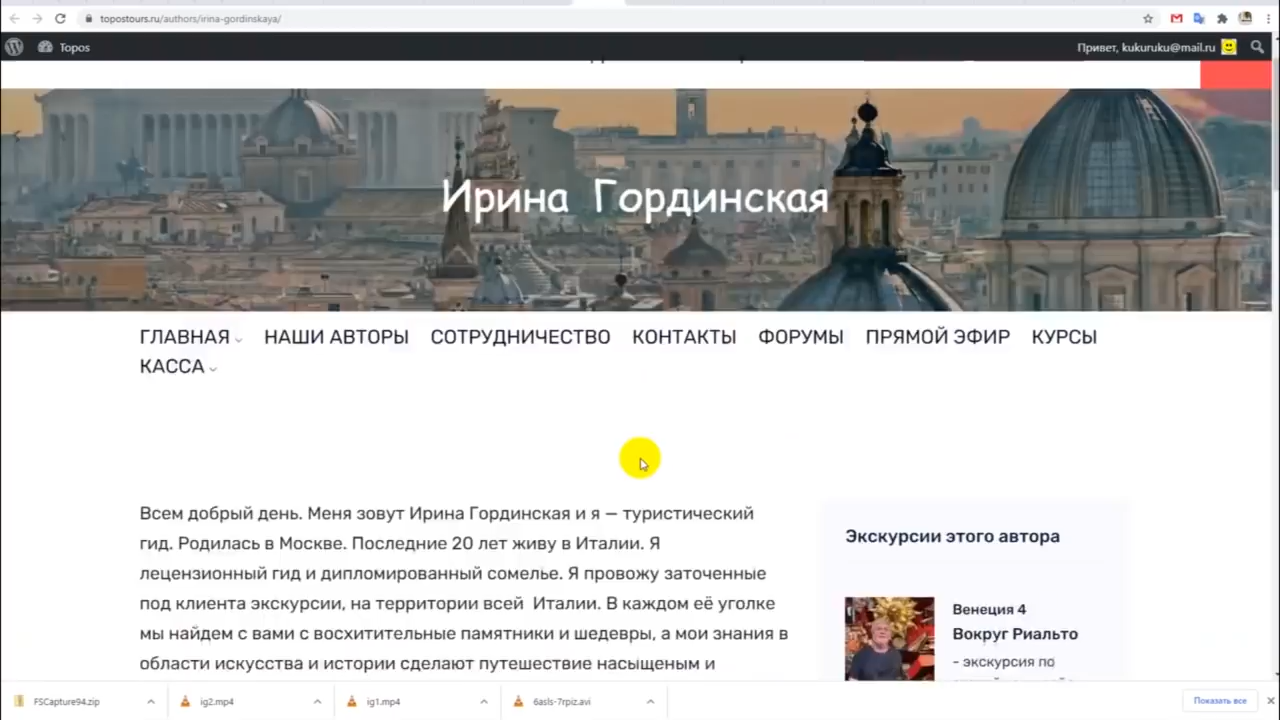 topostours.ru/authors/irina-gordinskaya/
Topos
Привет, kukuruku@mail.ru
Ирина Гординская
ГЛАВНАЯ НАШИ АВТОРЫ СОТРУДНИЧЕСТВО КОНТАКТЫ ФОРУМЫ ПРЯМОЙ ЭФИР КУРСЫ
КАССА
Всем добрый день. Меня зовут Ирина Гординская и я — туристический
гид. Родилась в Москве. Последние 20 лет живу в Италии. Я
лецензионный гид и дипломированный сомелье. Я провожу заточенные
под клиента экскурсии, на территории всей Италии. В каждом её уголке
мы найдем с вами с восхитительные памятники и шедевры, а мои знания в
области искусства и истории сделают путешествие насыщеным и
Экскурсии этого автора
Венеция 4
Вокруг Риальто
- экскурсия по
FSCapture94.zip
ig2.mp4
ig1.mp4
6asls-7rpiz.avi
Показать все